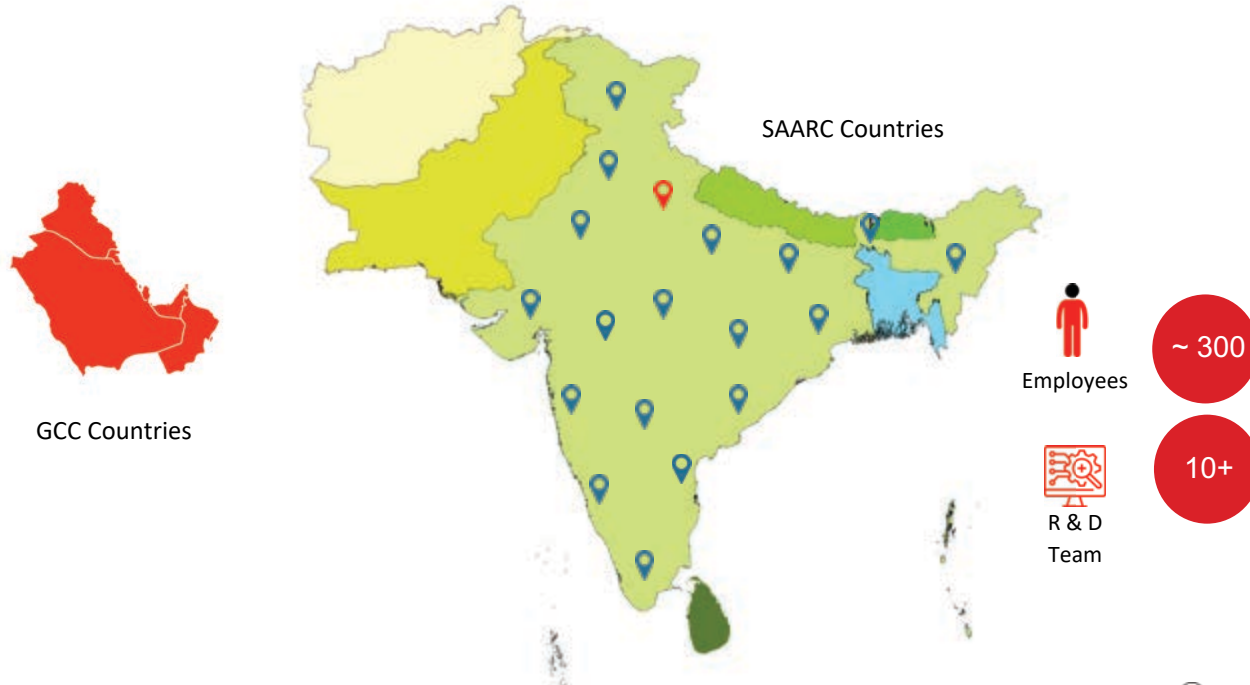 SAARC Countries
GCC Countries
~ 300
Employees
10+
R & D
Team